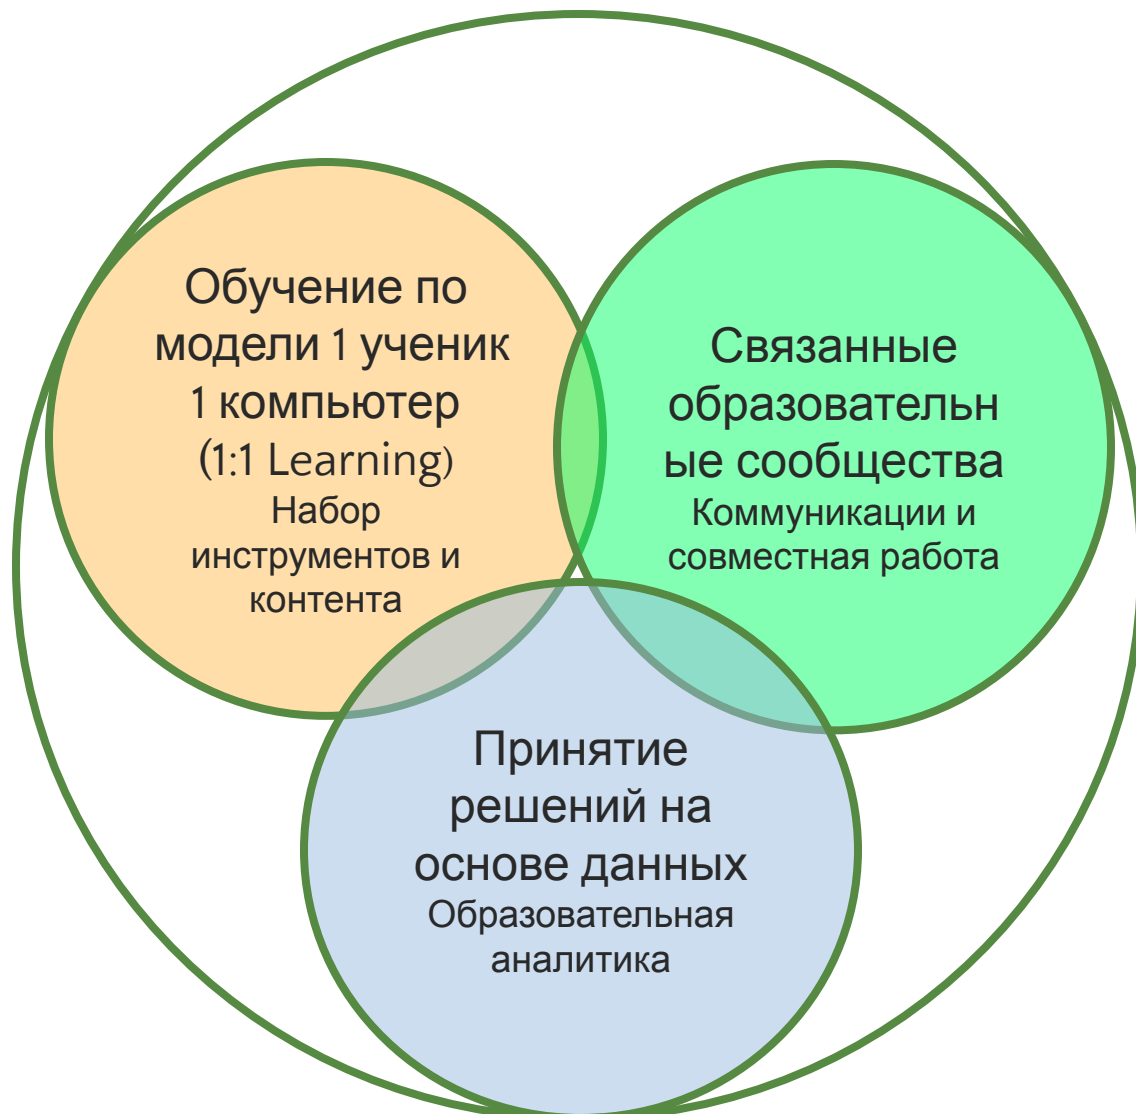 Обучение по
модели 1 ученик
1 компьютер
(1:1 Learning)
Набор
инструментов и
контента
Связанные
образовательн
ые сообщества
Коммуникации и
совместная работа
Принятие
решений на
основе данных
Образовательная
аналитика